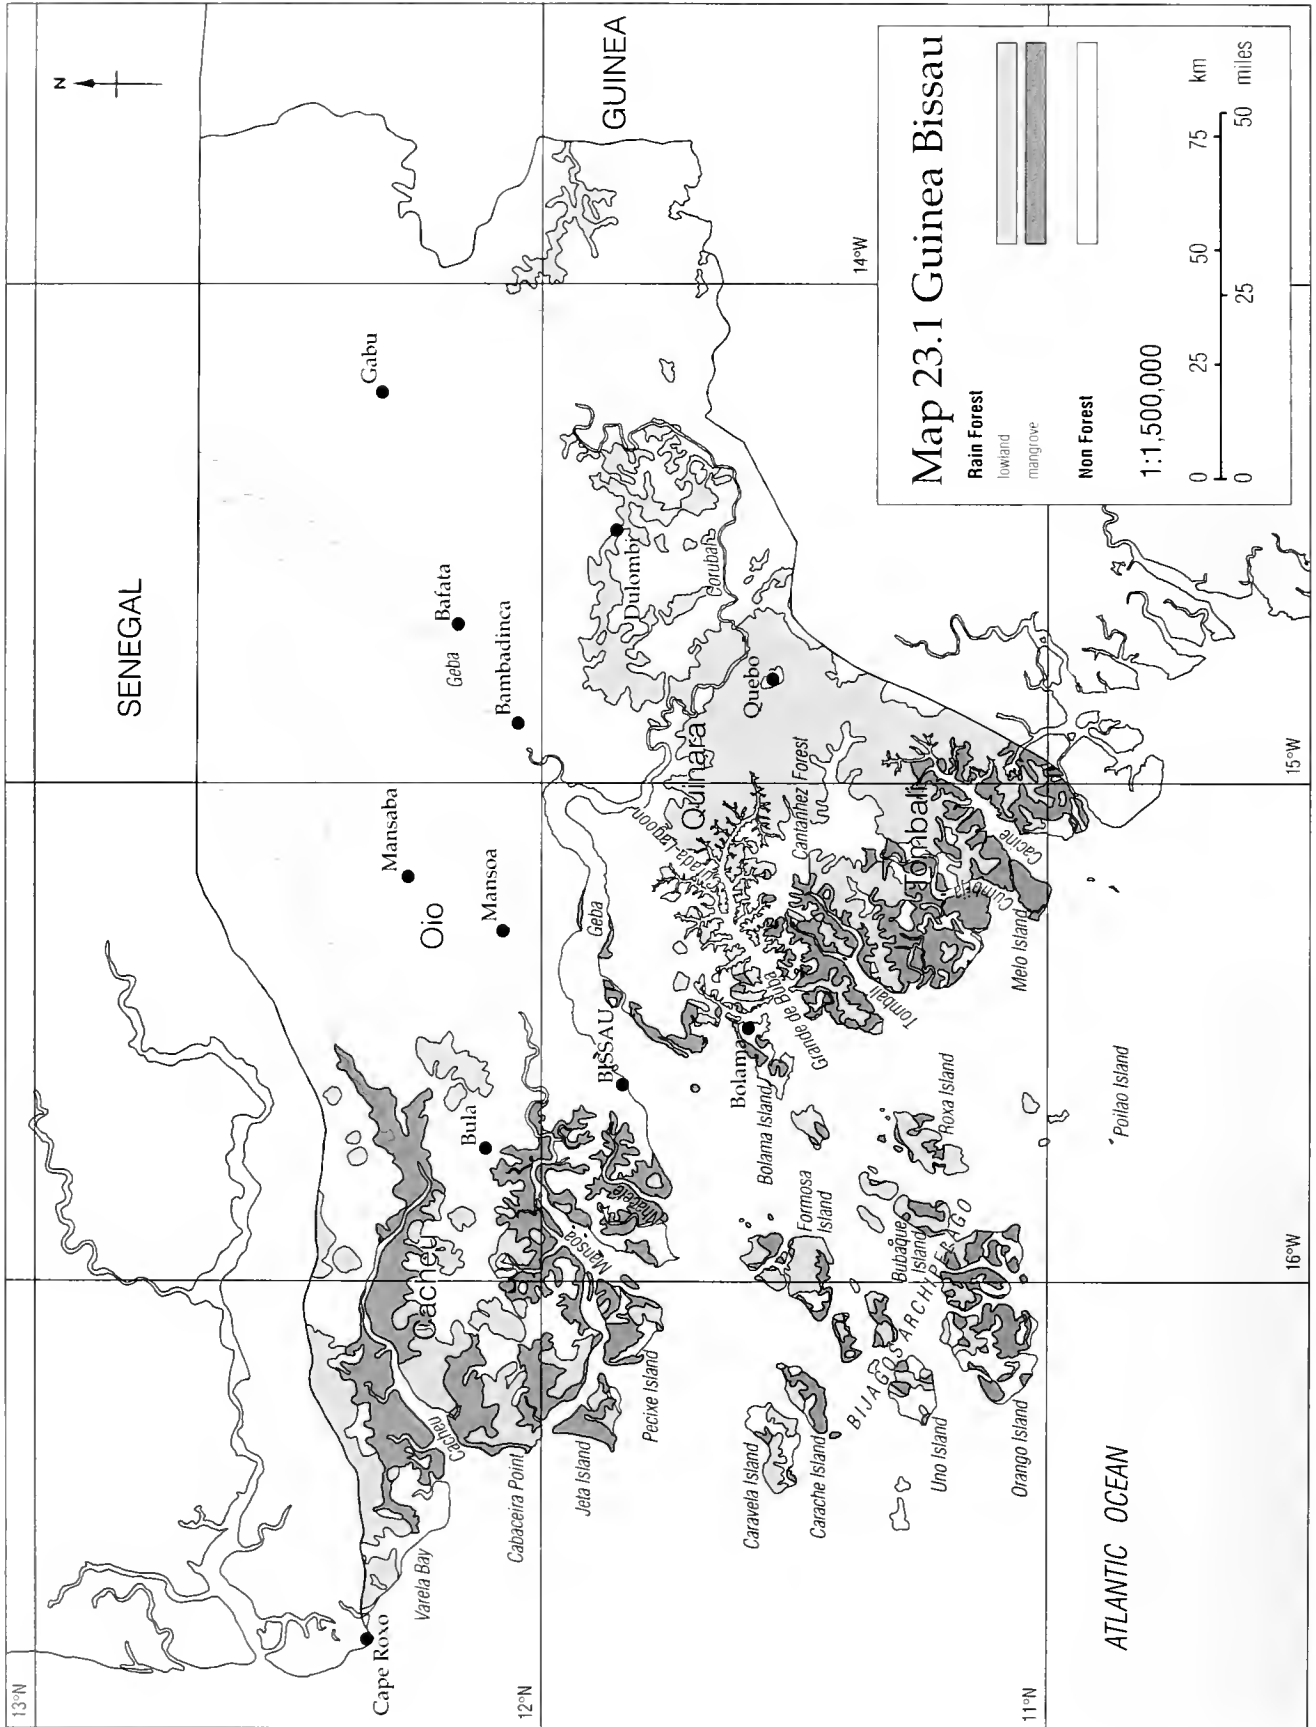 13°N
12°N
11°N
14°W
15°W
16°W
N
SENEGAL
GUINEA
Gabu
Bafata
Geba
Bambadinca
Mansaba
Oio
Mansoa
Bula
Cacheu
Cacheu
Cape Roxo
Varela Bay
Cabaceira Point
Jeta Island
Pecixe Island
Mansoa
BISSAU
Geba
Dulombi
Corubal
Quebo
Quinara
Cantanhez Forest
Tombali
Cacine
Cumbija
Melo Island
Tombali
Grande de Buba
Bolama
Bolama Island
Formosa
Island
Roxa Island
Bubaque
Island
BIJAGOS ARCHIPELAGO
Caravela Island
Carache Island
Uno Island
Orango Island
Poilao Island
ATLANTIC OCEAN
Map 23.1 Guinea Bissau
Rain Forest
lowland
mangrove
Non Forest
1:1,500,000
0 25 50 75 km
0 25 50 miles